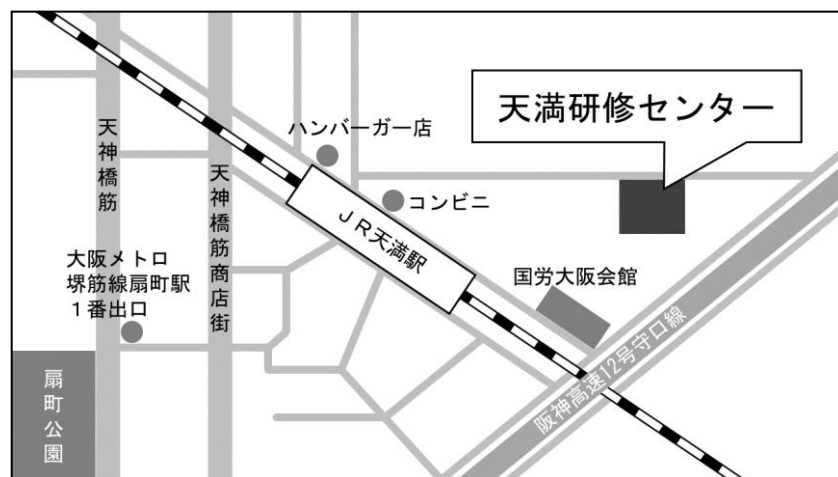 天満研修センター
ハンバーガー店
天神橋筋
天神橋筋商店街
コンビニ
JR天満駅
大阪メトロ
堺筋線扇町駅
1番出口
国労大阪会館
阪神高速12号守口線
扇町公園